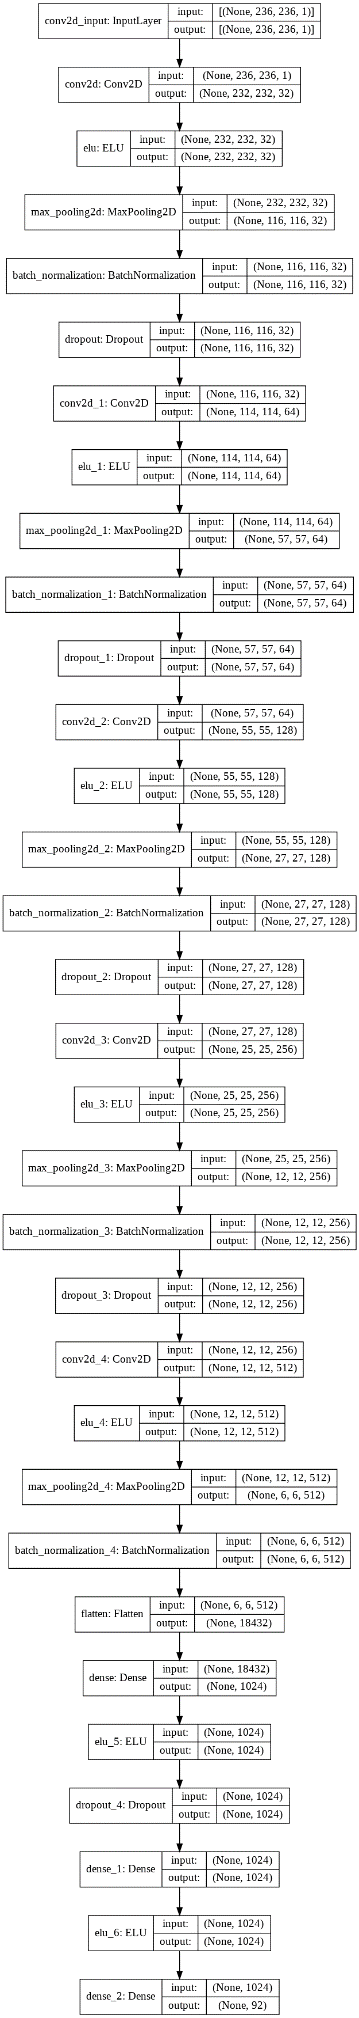 conv2d_input: InputLayer
input: [(None, 236, 236, 1)]
output: [(None, 236, 236, 1)]
conv2d: Conv2D
input: (None, 236, 236, 1)
output: (None, 232, 232, 32)
elu: ELU
input: (None, 232, 232, 32)
output: (None, 232, 232, 32)
max_pooling2d: MaxPooling2D
input: (None, 232, 232, 32)
output: (None, 116, 116, 32)
batch_normalization: BatchNormalization
input: (None, 116, 116, 32)
output: (None, 116, 116, 32)
dropout: Dropout
input: (None, 116, 116, 32)
output: (None, 116, 116, 32)
conv2d_1: Conv2D
input: (None, 116, 116, 32)
output: (None, 114, 114, 64)
elu_1: ELU
input: (None, 114, 114, 64)
output: (None, 114, 114, 64)
max_pooling2d_1: MaxPooling2D
input: (None, 114, 114, 64)
output: (None, 57, 57, 64)
batch_normalization_1: BatchNormalization
input: (None, 57, 57, 64)
output: (None, 57, 57, 64)
dropout_1: Dropout
input: (None, 57, 57, 64)
output: (None, 57, 57, 64)
conv2d_2: Conv2D
input: (None, 57, 57, 64)
output: (None, 55, 55, 128)
elu_2: ELU
input: (None, 55, 55, 128)
output: (None, 55, 55, 128)
max_pooling2d_2: MaxPooling2D
input: (None, 55, 55, 128)
output: (None, 27, 27, 128)
batch_normalization_2: BatchNormalization
input: (None, 27, 27, 128)
output: (None, 27, 27, 128)
dropout_2: Dropout
input: (None, 27, 27, 128)
output: (None, 27, 27, 128)
conv2d_3: Conv2D
input: (None, 27, 27, 128)
output: (None, 25, 25, 256)
elu_3: ELU
input: (None, 25, 25, 256)
output: (None, 25, 25, 256)
max_pooling2d_3: MaxPooling2D
input: (None, 25, 25, 256)
output: (None, 12, 12, 256)
batch_normalization_3: BatchNormalization
input: (None, 12, 12, 256)
output: (None, 12, 12, 256)
dropout_3: Dropout
input: (None, 12, 12, 256)
output: (None, 12, 12, 256)
conv2d_4: Conv2D
input: (None, 12, 12, 256)
output: (None, 12, 12, 512)
elu_4: ELU
input: (None, 12, 12, 512)
output: (None, 12, 12, 512)
max_pooling2d_4: MaxPooling2D
input: (None, 12, 12, 512)
output: (None, 6, 6, 512)
batch_normalization_4: BatchNormalization
input: (None, 6, 6, 512)
output: (None, 6, 6, 512)
flatten: Flatten
input: (None, 6, 6, 512)
output: (None, 18432)
dense: Dense
input: (None, 18432)
output: (None, 1024)
elu_5: ELU
input: (None, 1024)
output: (None, 1024)
dropout_4: Dropout
input: (None, 1024)
output: (None, 1024)
dense_1: Dense
input: (None, 1024)
output: (None, 1024)
elu_6: ELU
input: (None, 1024)
output: (None, 1024)
dense_2: Dense
input: (None, 1024)
output: (None, 92)